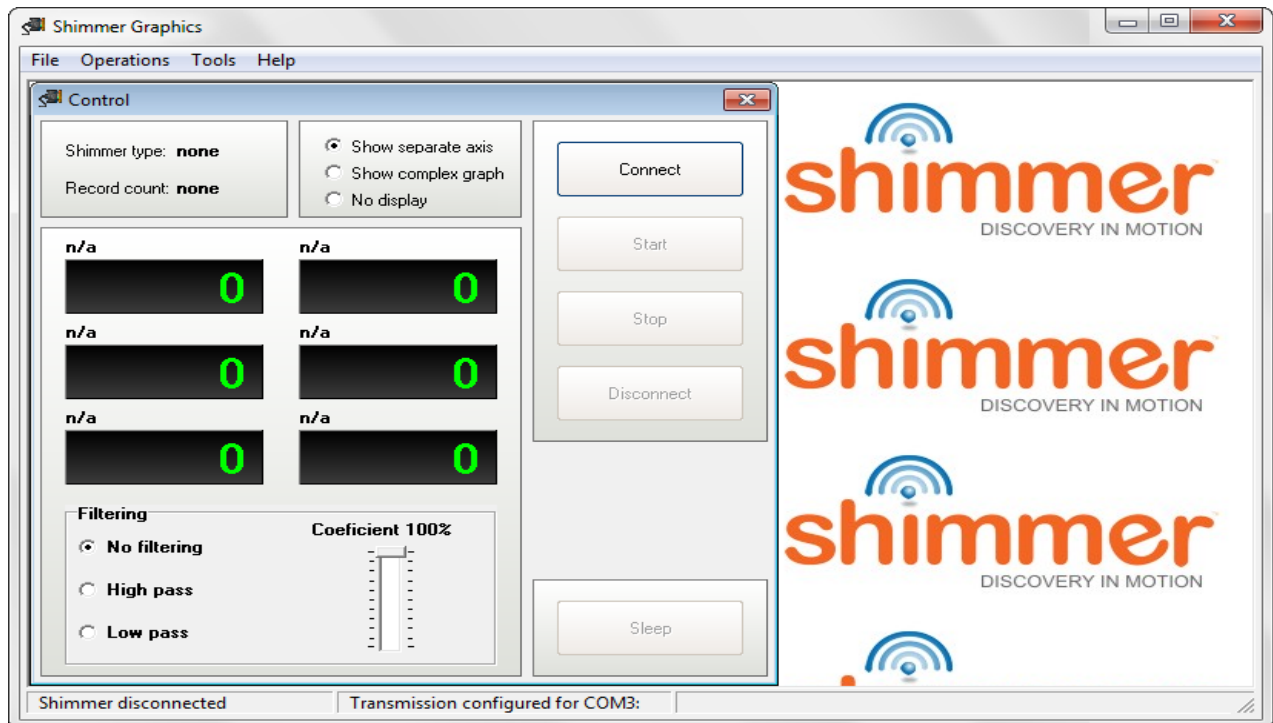 Shimmer Graphics
File Operations Tools Help
Control
Shimmer type: none
Record count: none
Show separate axis
Show complex graph
No display
n/a
0
n/a
0
n/a
0
n/a
0
n/a
0
n/a
0
Filtering
No filtering
High pass
Low pass
Coeficient 100%
Connect
Start
Stop
Disconnect
Sleep
shimmer
DISCOVERY IN MOTION
shimmer
DISCOVERY IN MOTION
shimmer
DISCOVERY IN MOTION
Shimmer disconnected
Transmission configured for COM3: